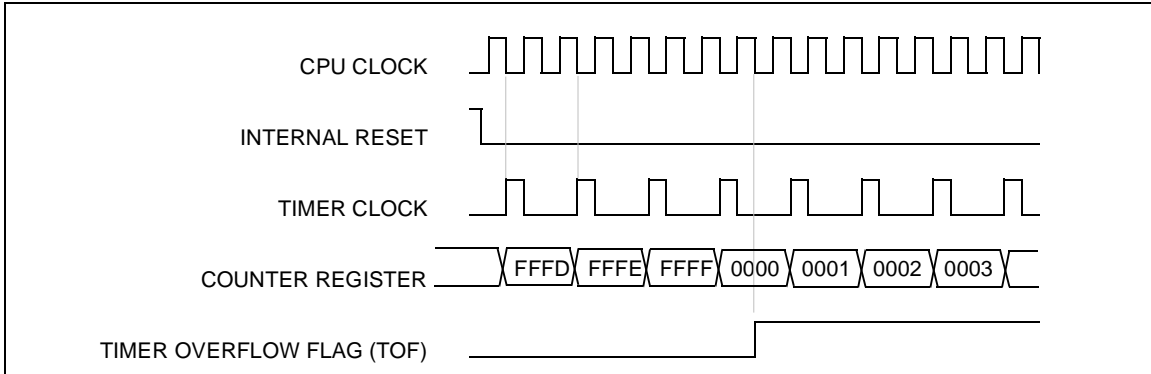 CPU CLOCK
INTERNAL RESET
TIMER CLOCK
COUNTER REGISTER FFFD FFFE FFFF 0000 0001 0002 0003
TIMER OVERFLOW FLAG (TOF)